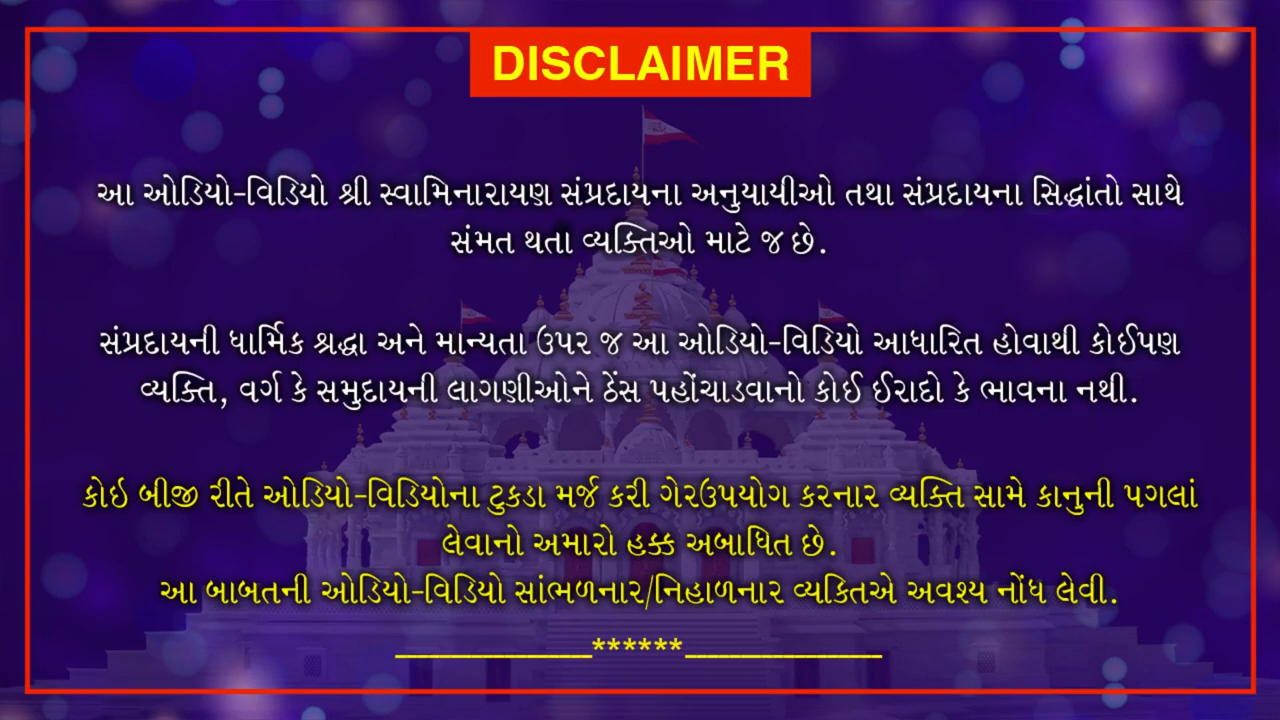 DISCLAIMER
આ ઓડિયો-વિડિયો શ્રી સ્વામિનારાયણ સંપ્રદાયના અનુયાયીઓ તથા સંપ્રદાયના સિદ્ધાંતો સાથે
સંમત થતા વ્યક્તિઓ માટે જ છે.
સંપ્રદાયની ધાર્મિક શ્રદ્ધા અને માન્યતા ઉપર જ આ ઓડિયો-વિડિયો આધારિત હોવાથી કોઈપણ
વ્યક્તિ, વર્ગ કે સમુદાયની લાગણીઓને ઠેંસ પહોંચાડવાનો કોઈ ઈરાદો કે ભાવના નથી.
કોઇ બીજી રીતે ઓડિયો-વિડિયોના ટુકડા મર્જ કરી ગેરઉપયોગ કરનાર વ્યક્તિ સામે કાનુની પગલાં
લેવાનો અમારો હક્ક અબાધિત છે.
આ બાબતની ઓડિયો-વિડિયો સાંભળનાર/નિહાળનાર વ્યકિતએ અવશ્ય નોંધ લેવી.
_______________******_______________